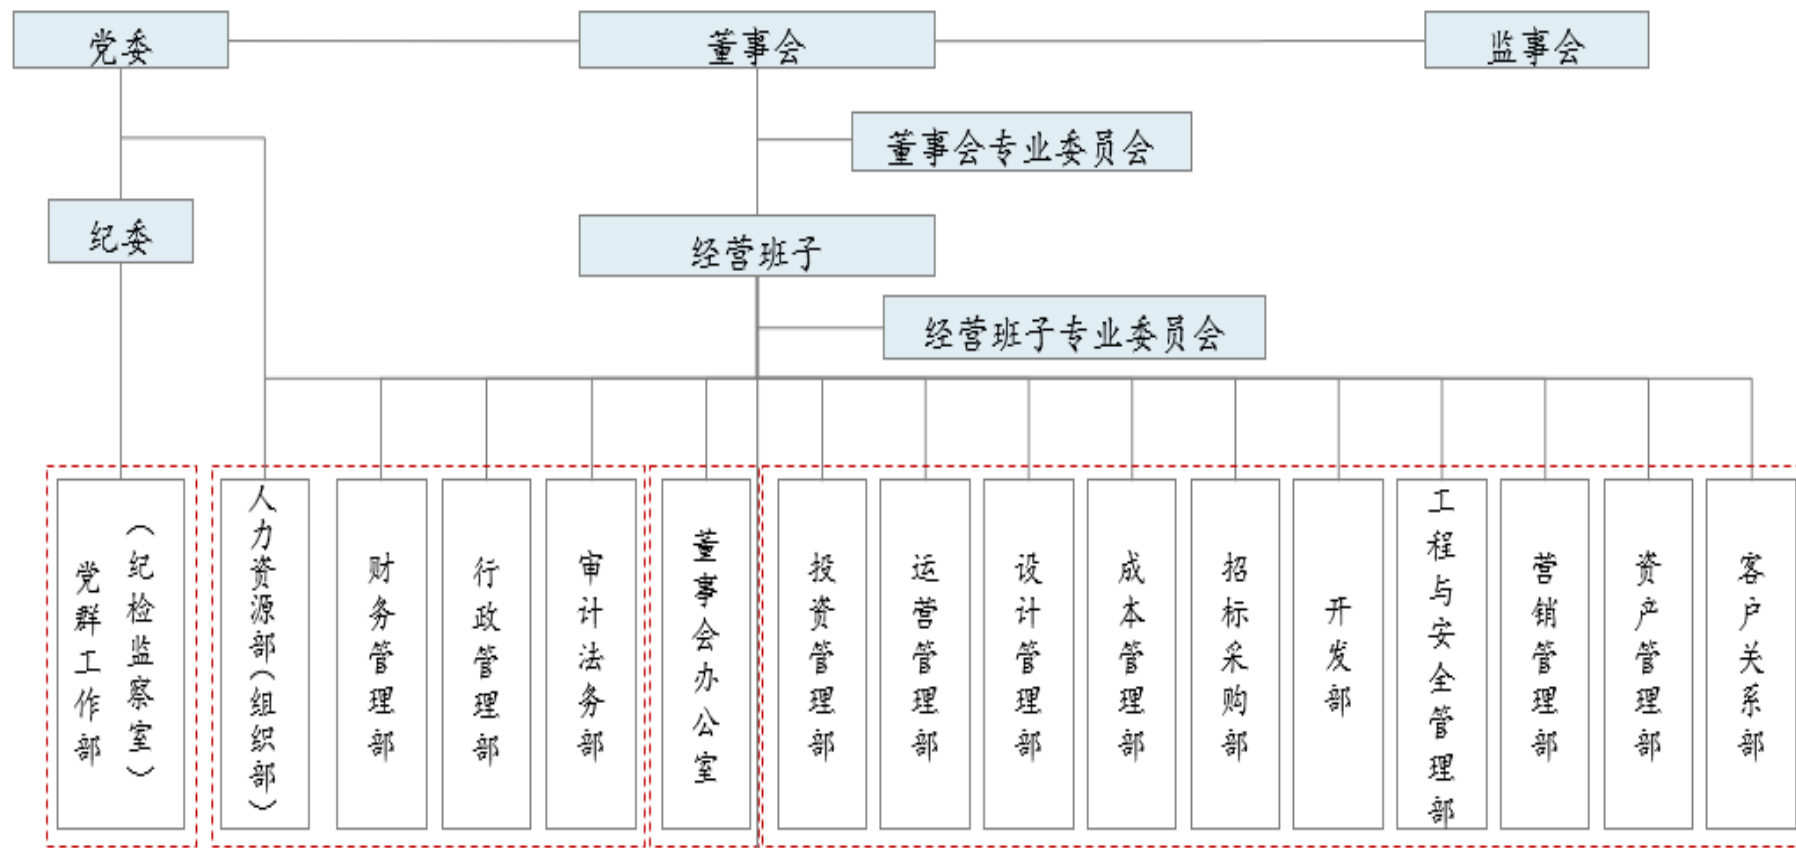 党委
董事会
监事会
董事会专业委员会
纪委
经营班子
经营班子专业委员会
党群工作部
（纪检监察室）
人力资源部（组织部）
财务管理部
行政管理部
审计法务部
董事会办公室
投资管理部
运营管理部
设计管理部
成本管理部
招标采购部
开发部
工程与安全管理部
营销管理部
资产管理部
客户关系部